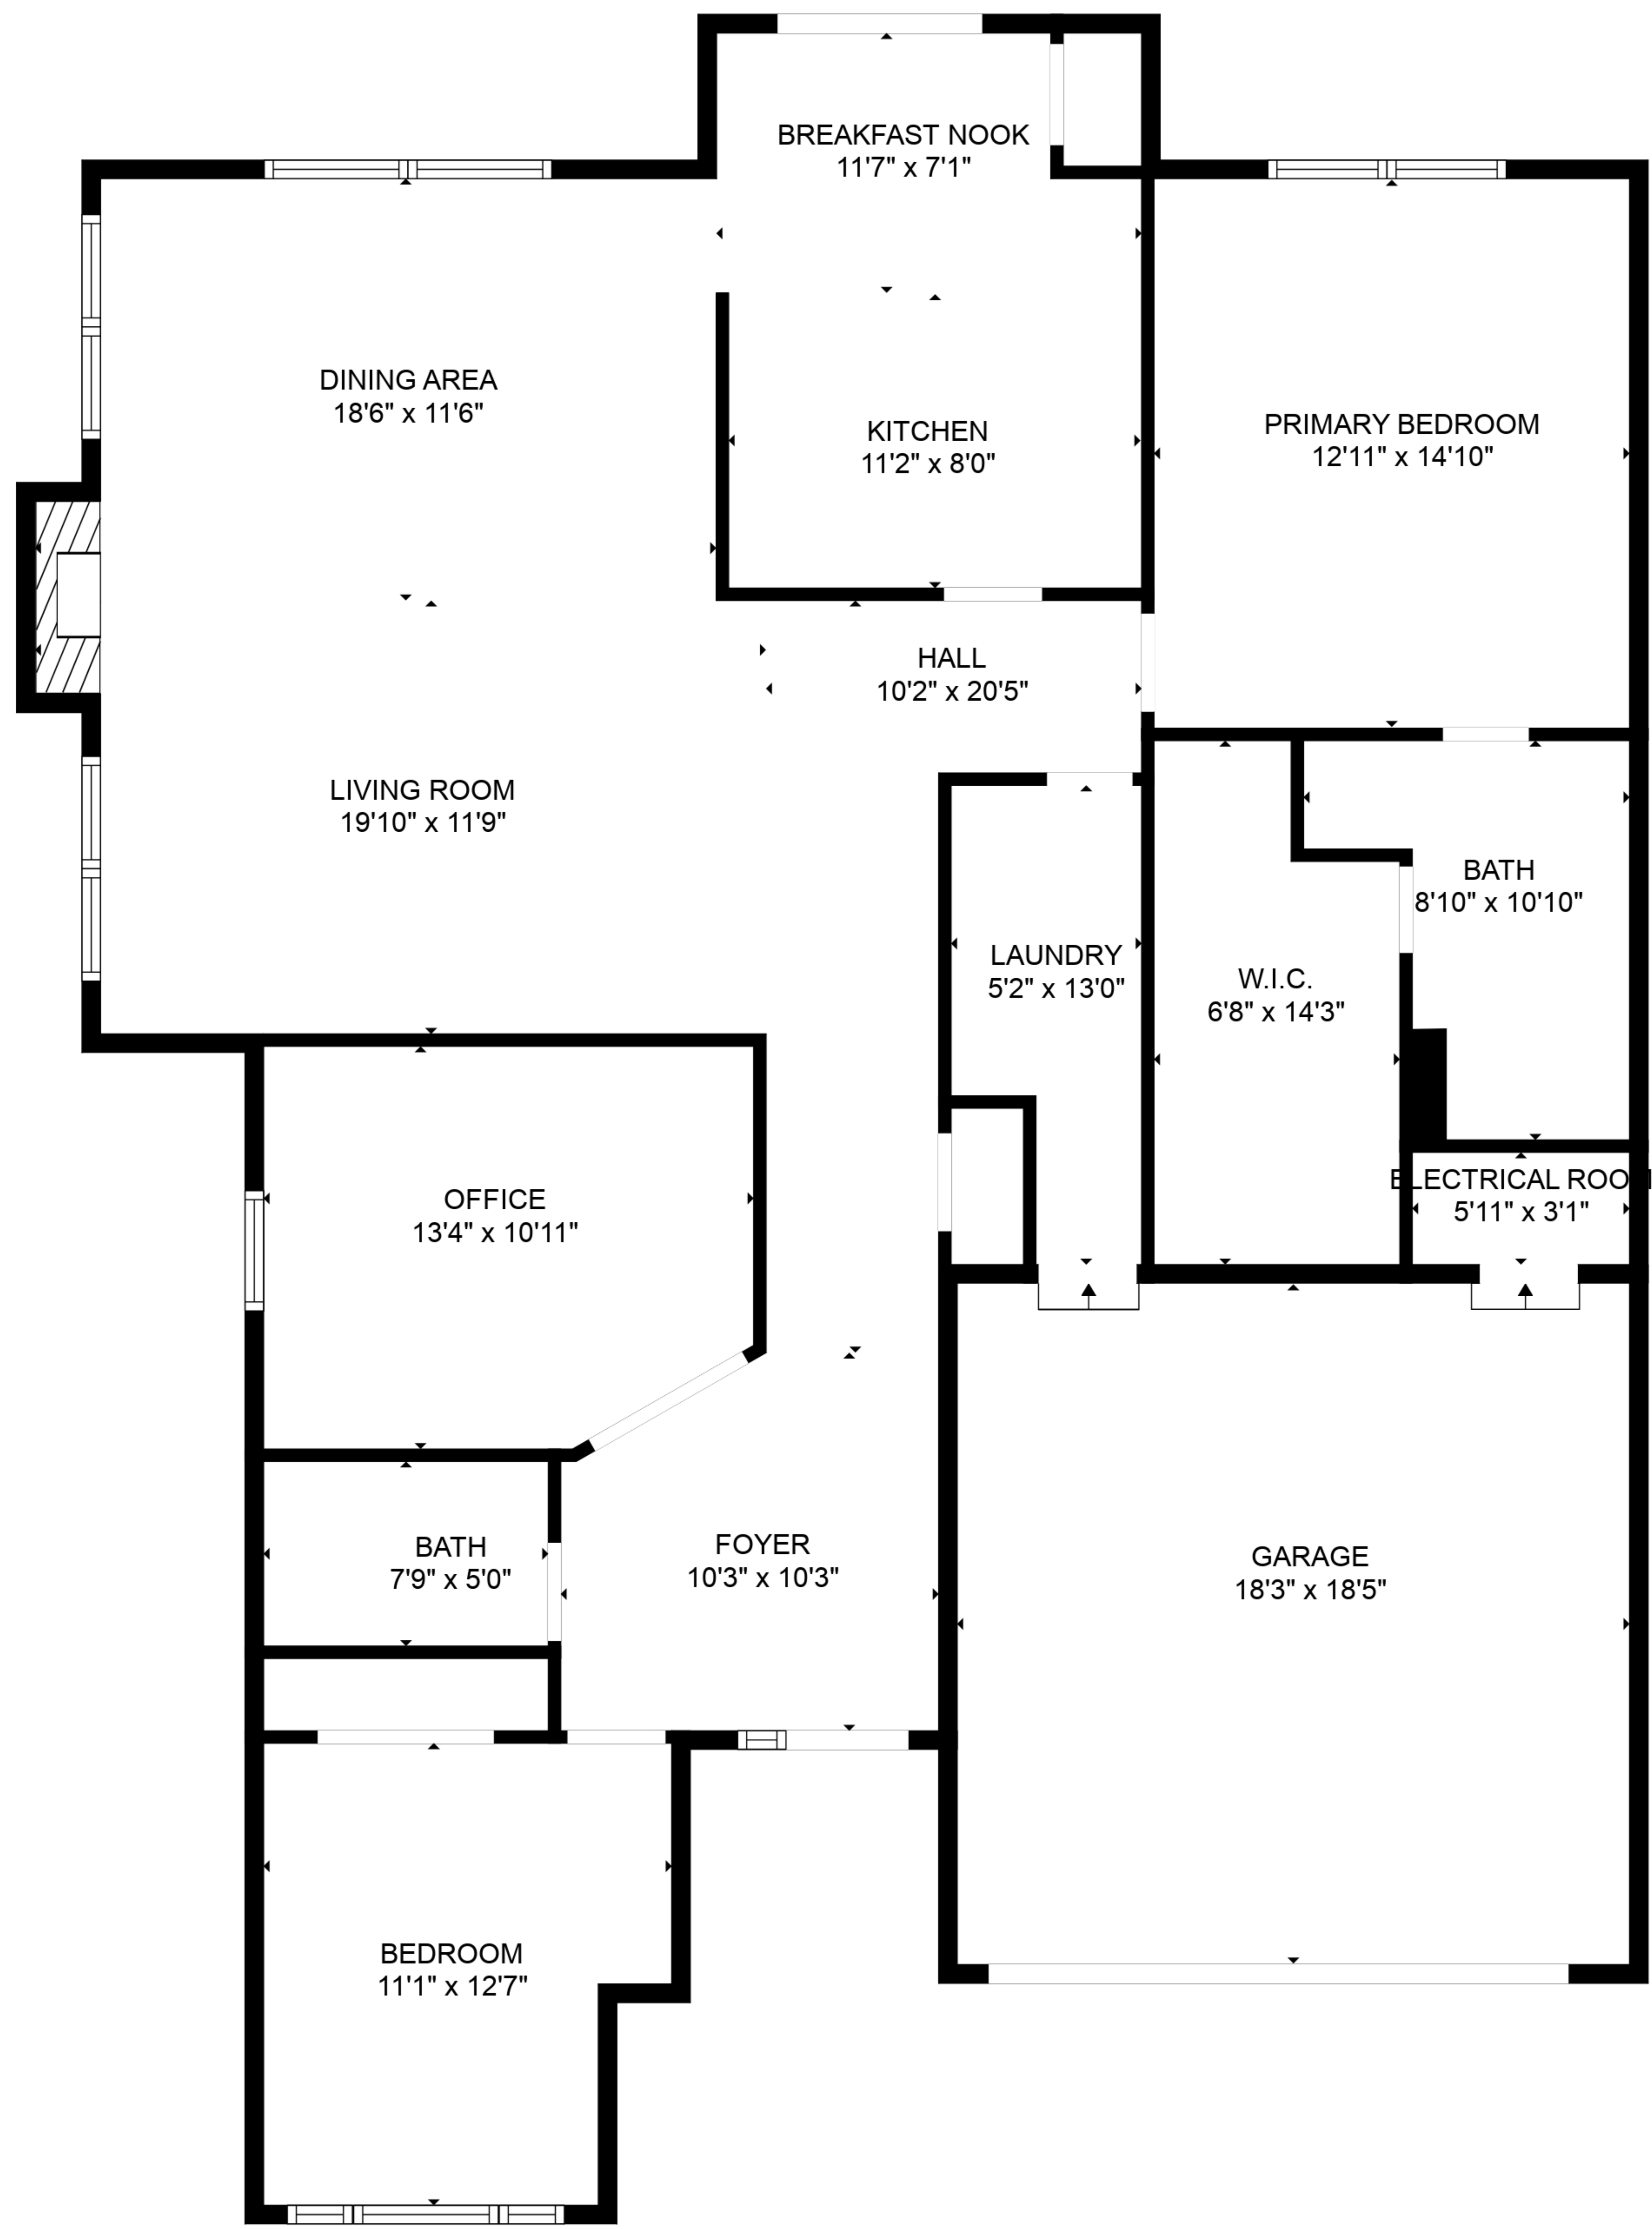 BREAKFAST NOOK
11'7" x 7'1"
DINING AREA
18'6" x 11'6"
KITCHEN
11'2" x 8'0"
PRIMARY BEDROOM
12'11" x 14'10"
HALL
10'2" x 20'5"
LIVING ROOM
19'10" x 11'9"
BATH
8'10" x 10'10"
LAUNDRY
5'2" x 13'0"
W.I.C.
6'8" x 14'3"
ELECTRICAL ROOM
5'11" x 3'1"
OFFICE
13'4" x 10'11"
BATH
7'9" x 5'0"
FOYER
10'3" x 10'3"
GARAGE
18'3" x 18'5"
BEDROOM
11'1" x 12'7"